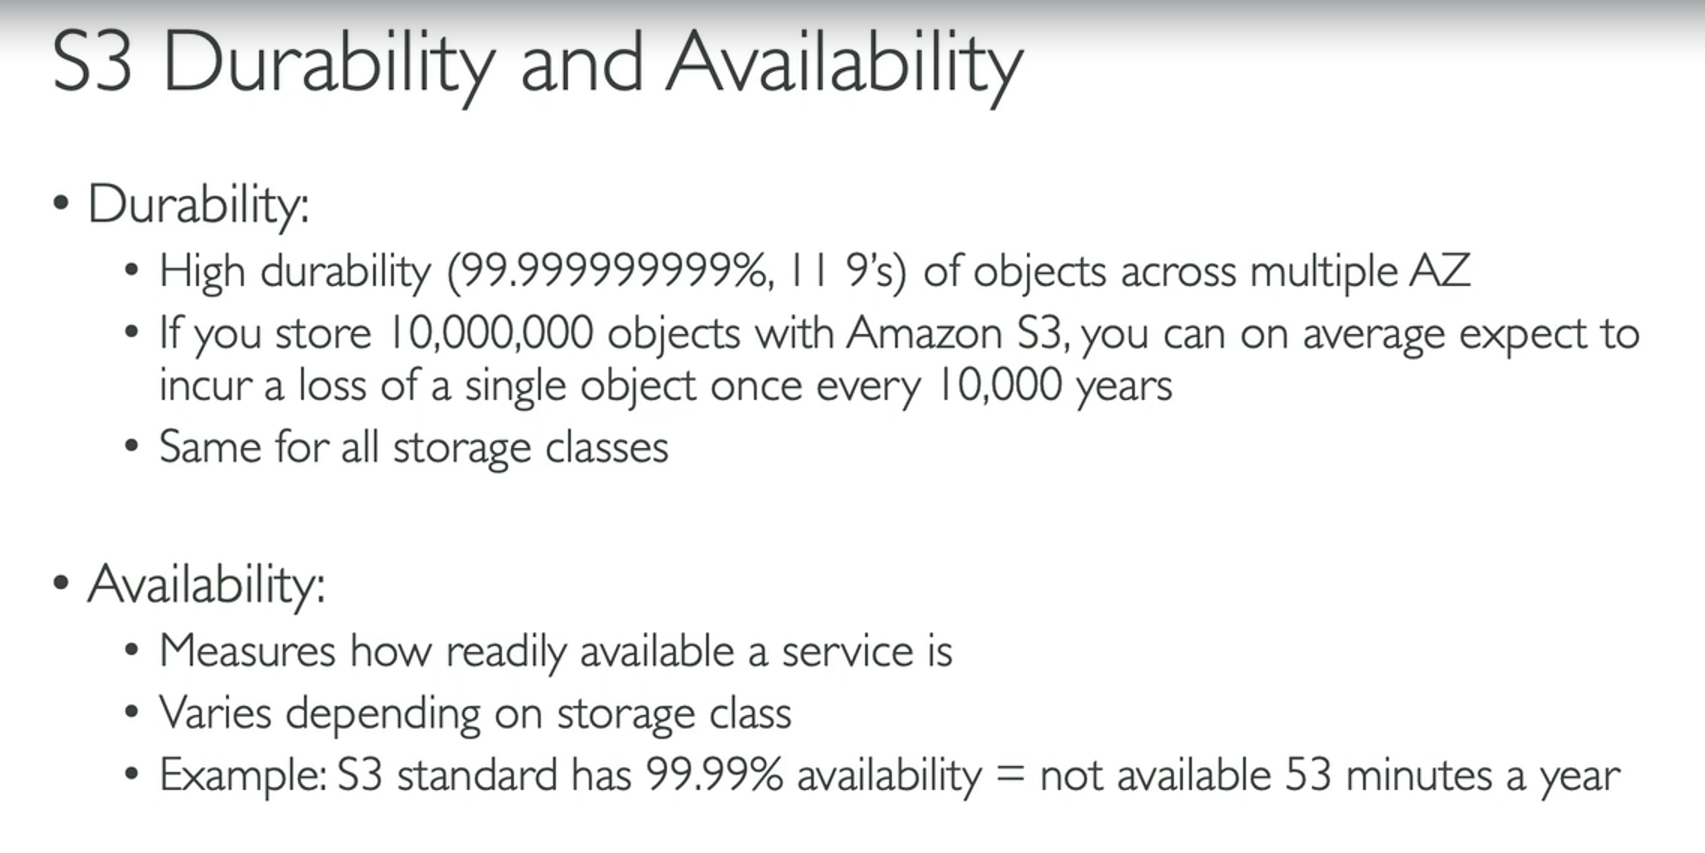 S3 Durability and Availability
• Durability:
• High durability (99.999999999%, 11 9’s) of objects across multiple AZ
• If you store 10,000,000 objects with Amazon S3, you can on average expect to
incur a loss of a single object once every 10,000 years
• Same for all storage classes
• Availability:
• Measures how readily available a service is
• Varies depending on storage class
• Example: S3 standard has 99.99% availability = not available 53 minutes a year